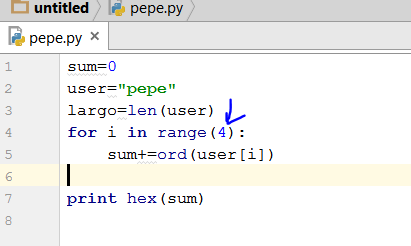 untitled pepe.py
pepe.py
1 sum=0
2 user="pepe"
3 largo=len(user)
4 for i in range(4):
5 sum+=ord(user[i])
6
7 print hex(sum)
8